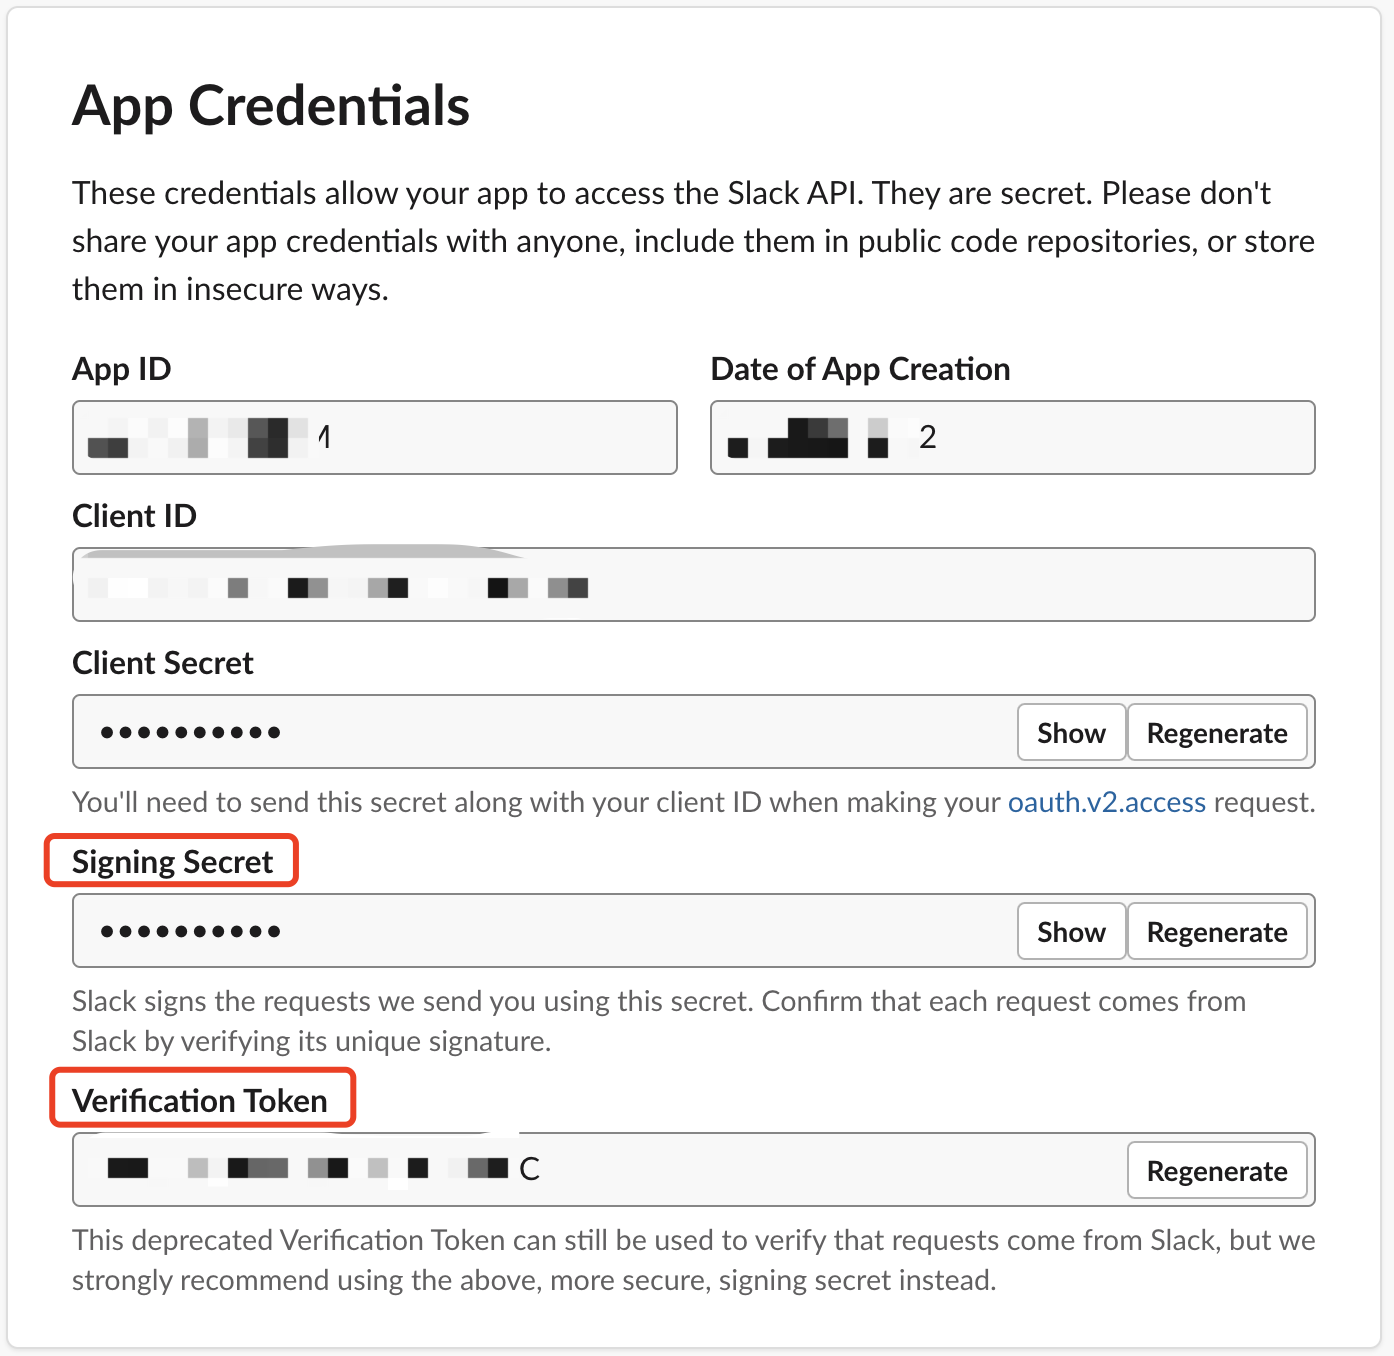 App Credentials
These credentials allow your app to access the Slack API. They are secret. Please don't
share your app credentials with anyone, include them in public code repositories, or store
them in insecure ways.
App ID
Date of App Creation
2
Client ID
Client Secret
••••••••••
Show
Regenerate
You'll need to send this secret along with your client ID when making your oauth.v2.access request.
Signing Secret
••••••••••
Show
Regenerate
Slack signs the requests we send you using this secret. Confirm that each request comes from
Slack by verifying its unique signature.
Verification Token
C
Regenerate
This deprecated Verification Token can still be used to verify that requests come from Slack, but we
strongly recommend using the above, more secure, signing secret instead.